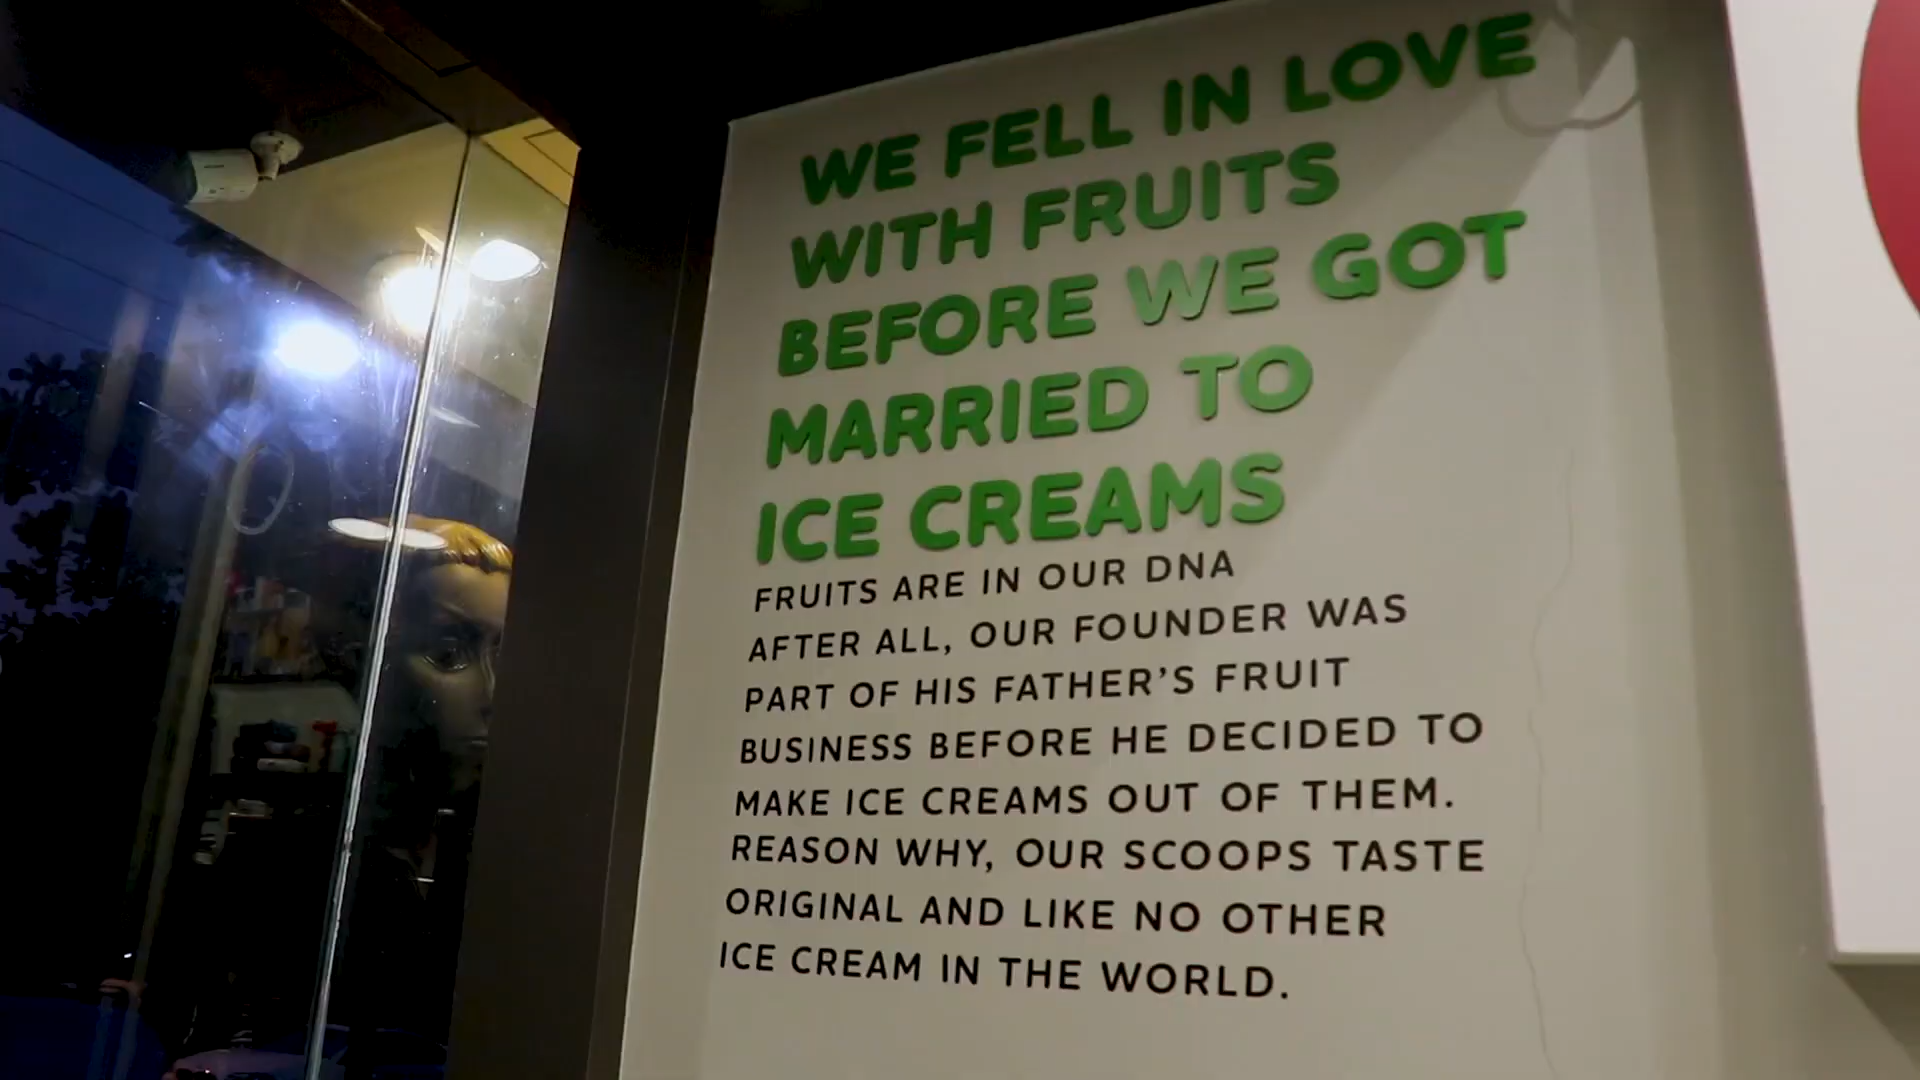 WE FELL IN LOVE
WITH FRUITS
BEFORE WE GOT
MARRIED TO
ICE CREAMS
FRUITS ARE IN OUR DNA
AFTER ALL, OUR FOUNDER WAS
PART OF HIS FATHER'S FRUIT
BUSINESS BEFORE HE DECIDED TO
MAKE ICE CREAMS OUT OF THEM.
REASON WHY, OUR SCOOPS TASTE
ORIGINAL AND LIKE NO OTHER
ICE CREAM IN THE WORLD.